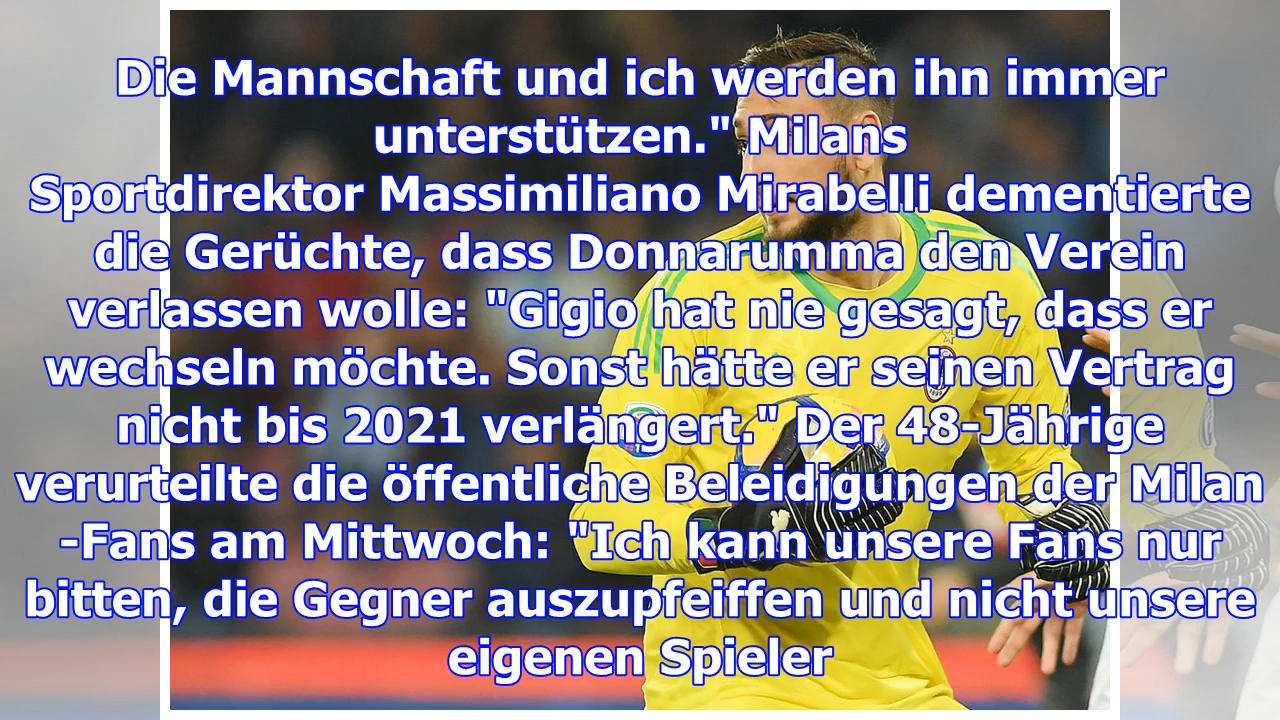 Die Mannschaft und ich werden ihn immer
unterstützen." Milans
Sportdirektor Massimiliano Mirabelli dementierte
die Gerüchte, dass Donnarumma den Verein
verlassen wolle: "Gigio hat nie gesagt, dass er
wechseln möchte. Sonst hätte er seinen Vertrag
nicht bis 2021 verlängert." Der 48-Jährige
verurteilte die öffentliche Beleidigungen der Milan
-Fans am Mittwoch: "Ich kann unsere Fans nur
bitten, die Gegner auszupfeiffen und nicht unsere
eigenen Spieler